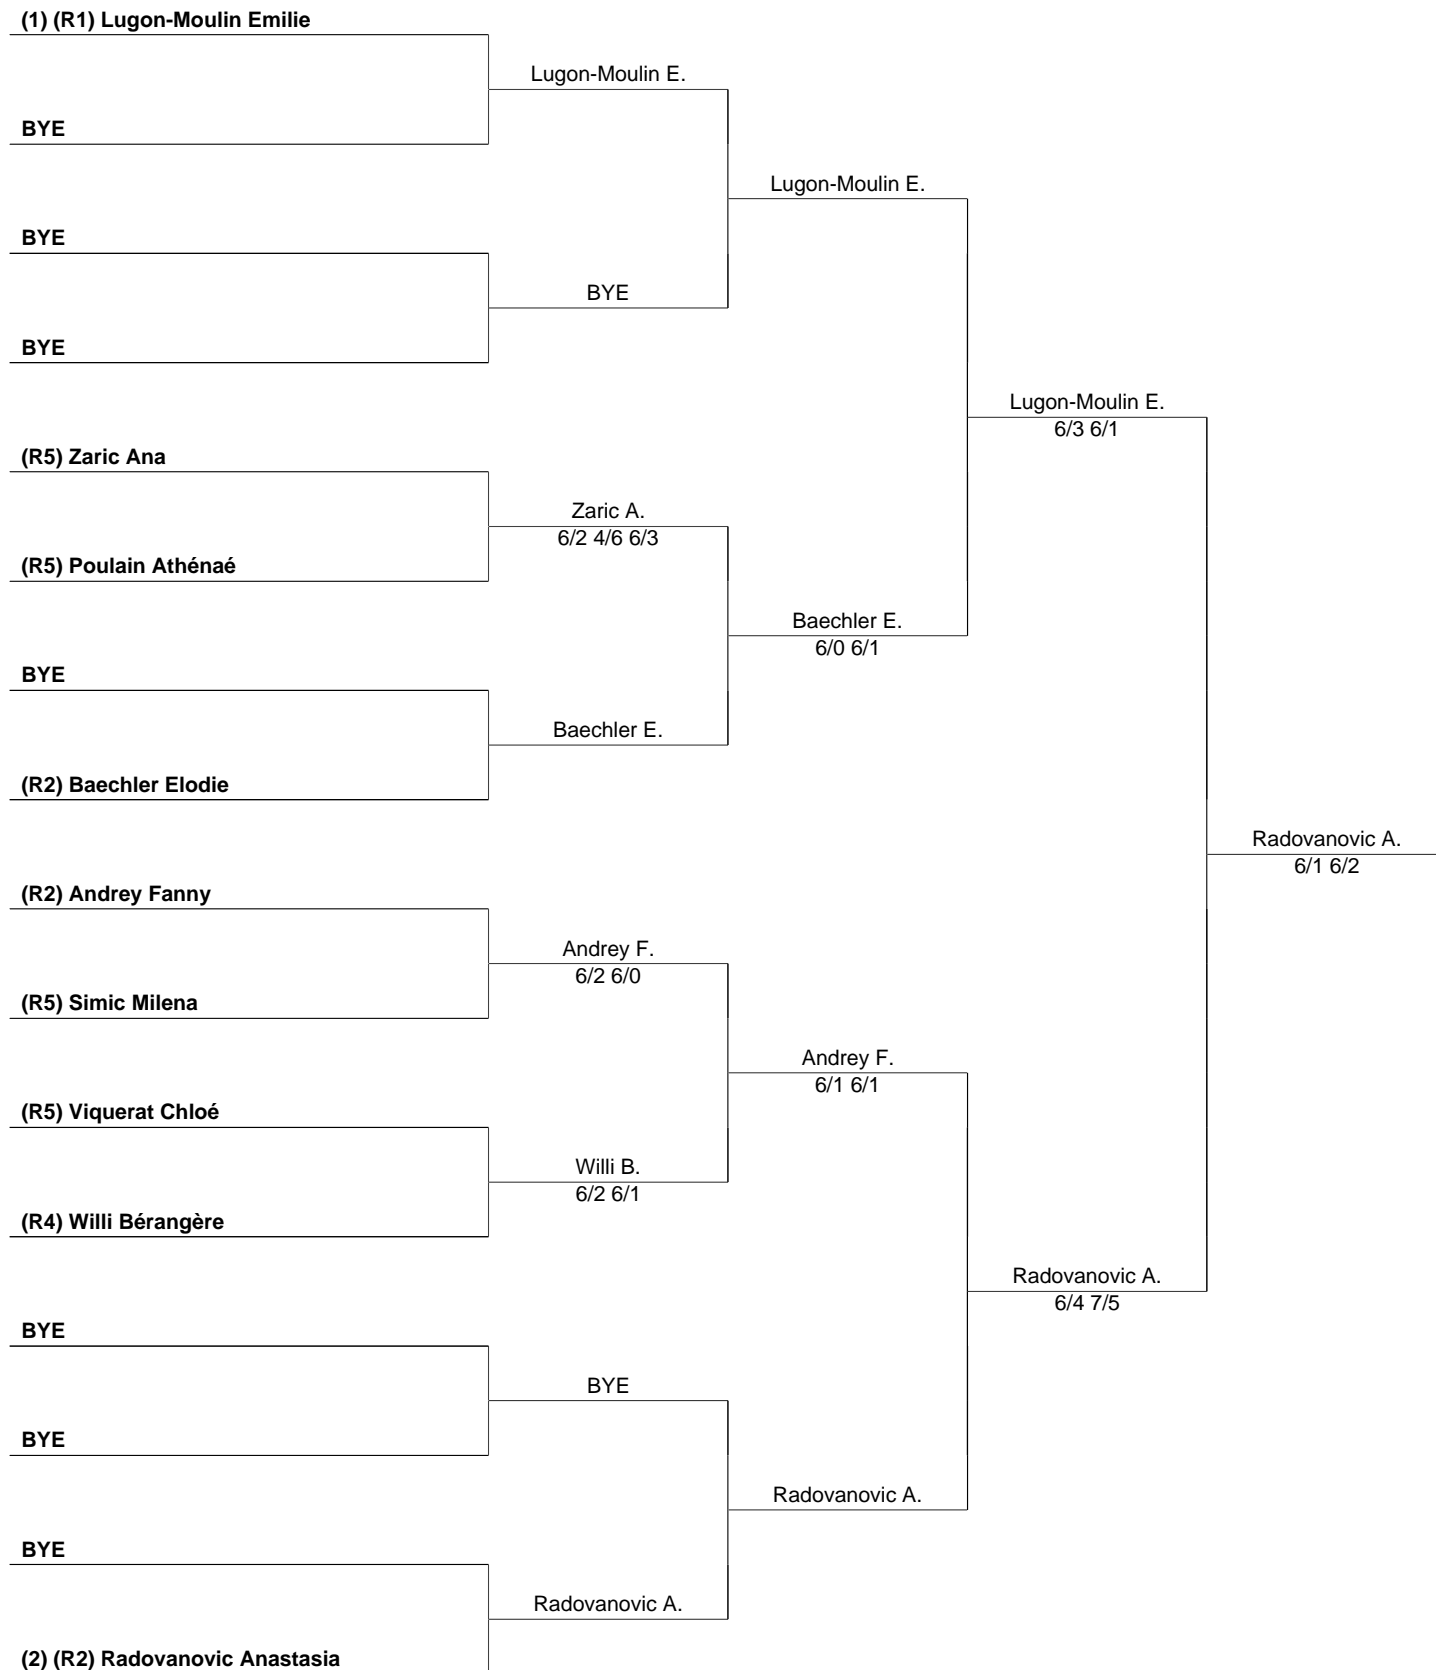 (1) (R1) Lugon-Moulin Emilie
Lugon-Moulin E.
BYE
Lugon-Moulin E.
BYE
BYE
BYE
Lugon-Moulin E.
6/3 6/1
(R5) Zaric Ana
Zaric A.
6/2 4/6 6/3
(R5) Poulain Athénaé
Baechler E.
6/0 6/1
BYE
Baechler E.
(R2) Baechler Elodie
Radovanovic A.
6/1 6/2
(R2) Andrey Fanny
Andrey F.
6/2 6/0
(R5) Simic Milena
Andrey F.
6/1 6/1
(R5) Viquerat Chloé
Willi B.
6/2 6/1
(R4) Willi Bérangère
Radovanovic A.
6/4 7/5
BYE
BYE
BYE
Radovanovic A.
BYE
Radovanovic A.
(2) (R2) Radovanovic Anastasia